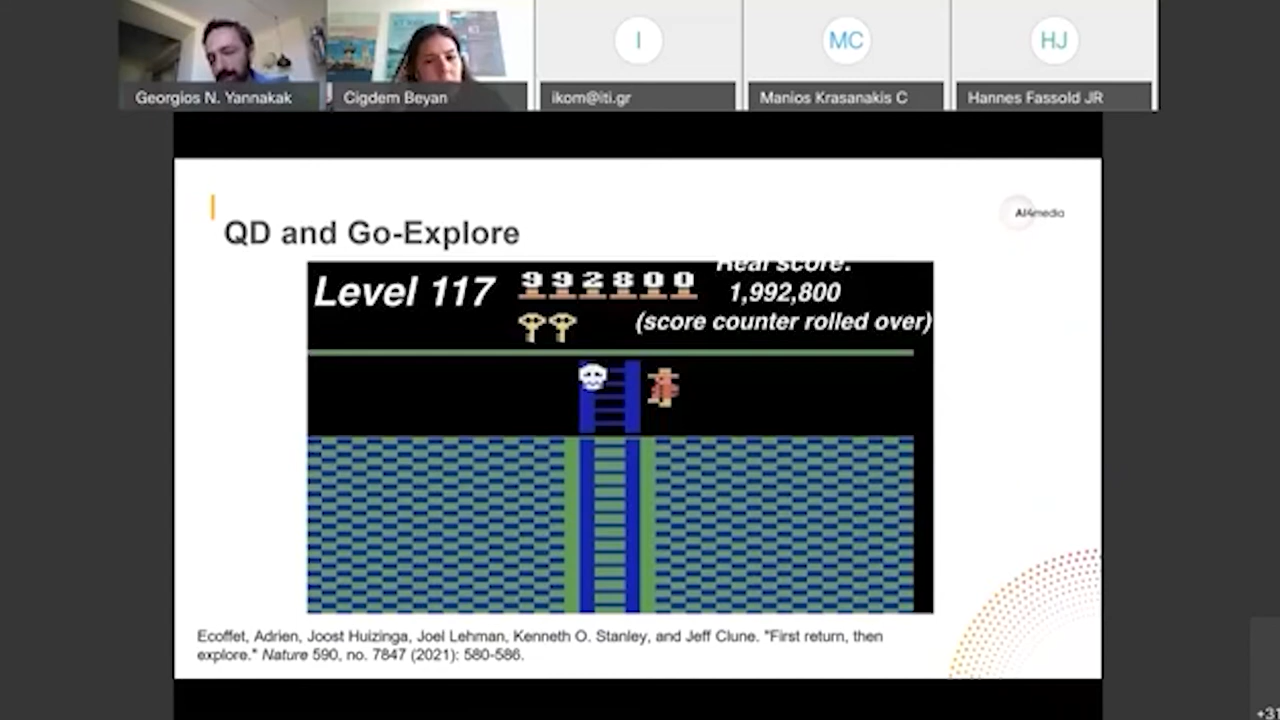 I
MC
HJ
Georgios N. Yannakak
Cigdem Beyan
ikom@iti.gr
Manios Krasanakis C
Hannes Fassold JR
AI4media
QD and Go-Explore
Level 117
992800
Real score:
1,992,800
(score counter rolled over)
Ecoffet, Adrien, Joost Huizinga, Joel Lehman, Kenneth O. Stanley, and Jeff Clune. "First return, then
explore." Nature 590, no. 7847 (2021): 580-586.